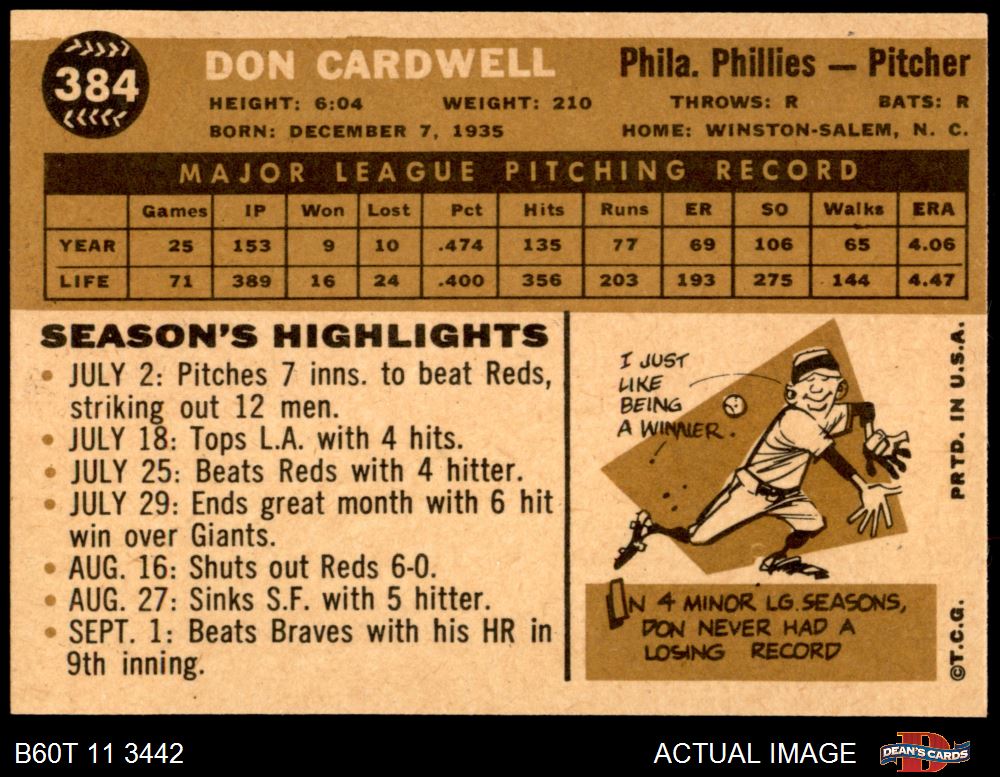 384
DON CARDWELL
Phila. Phillies — Pitcher
HEIGHT: 6:04 WEIGHT: 210 THROWS: R BATS: R
BORN: DECEMBER 7, 1935 HOME: WINSTON-SALEM, N. C.
MAJOR LEAGUE PITCHING RECORD
Games IP Won Lost Pct Hits Runs ER SO Walks ERA
YEAR 25 153 9 10 .474 135 77 69 106 65 4.06
LIFE 71 389 16 24 .400 356 203 193 275 144 4.47
SEASON'S HIGHLIGHTS
• JULY 2: Pitches 7 inns. to beat Reds,
striking out 12 men.
• JULY 18: Tops L.A. with 4 hits.
• JULY 25: Beats Reds with 4 hitter.
• JULY 29: Ends great month with 6 hit
win over Giants.
• AUG. 16: Shuts out Reds 6-0.
• AUG. 27: Sinks S.F. with 5 hitter.
• SEPT. 1: Beats Braves with his HR in
9th inning.
I JUST
LIKE
BEING
A WINNER.
IN 4 MINOR LG. SEASONS,
DON NEVER HAD A
LOSING RECORD
©T.C.G. PRTD. IN U.S.A.
B60T 11 3442
ACTUAL IMAGE
D
DEAN'S CARDS